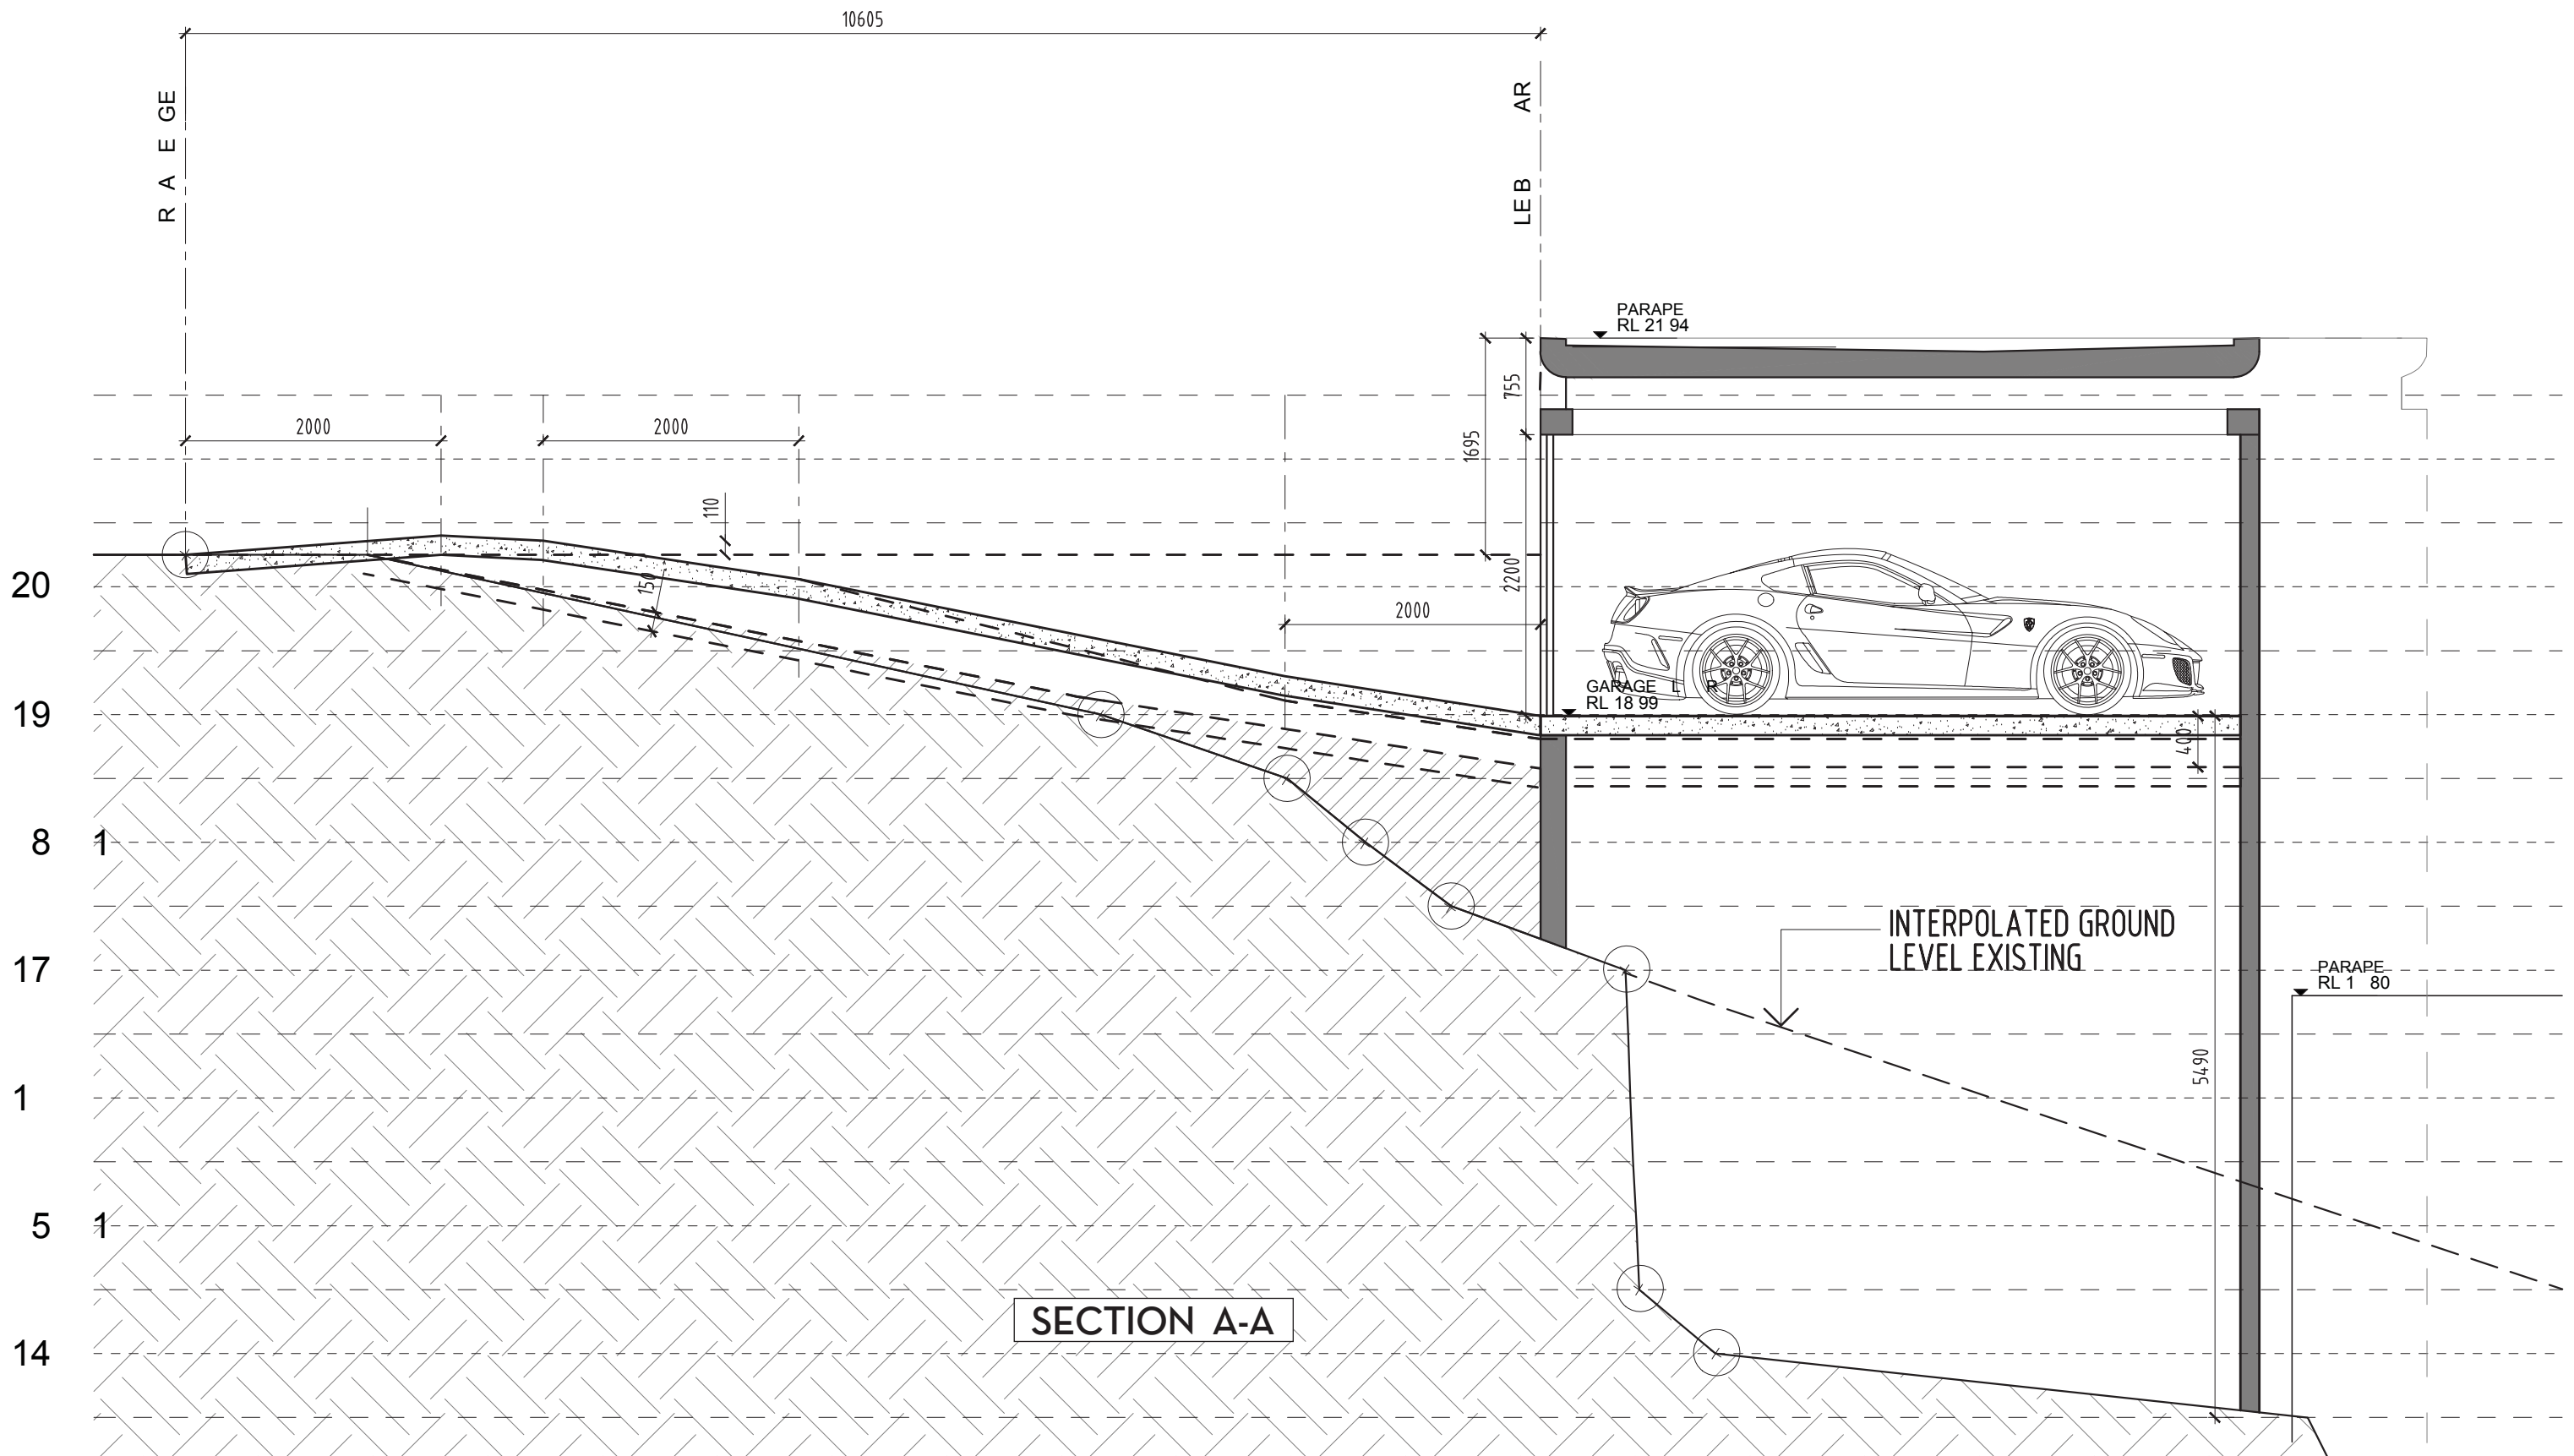 10605
R A E GE
LE B AR
PARAPE
RL 21 94
755
1695
2000
2000
110
2200
150
2000
20
GARAGE L R
RL 18 99
19
400
8 1
INTERPOLATED GROUND
LEVEL EXISTING
17
PARAPE
RL 1 80
5490
1
5 1
SECTION A-A
14